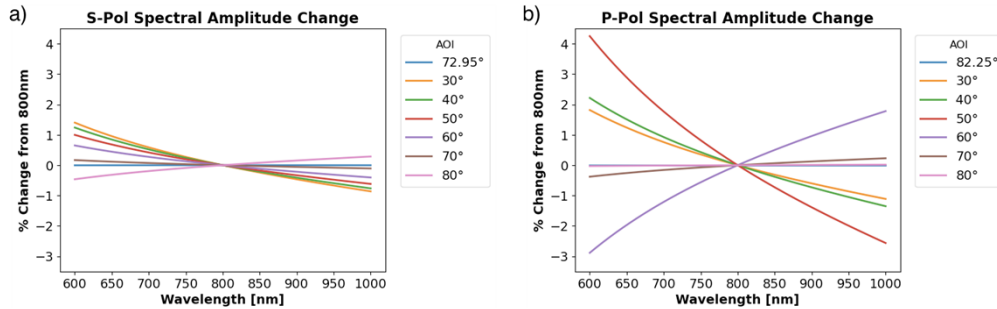 a)
S-Pol Spectral Amplitude Change
% Change from 800nm
4
3
2
1
0
−1
−2
−3
600 650 700 750 800 850 900 950 1000
Wavelength [nm]
AOI
72.95°
30°
40°
50°
60°
70°
80°
b)
P-Pol Spectral Amplitude Change
% Change from 800nm
4
3
2
1
0
−1
−2
−3
600 650 700 750 800 850 900 950 1000
Wavelength [nm]
AOI
82.25°
30°
40°
50°
60°
70°
80°